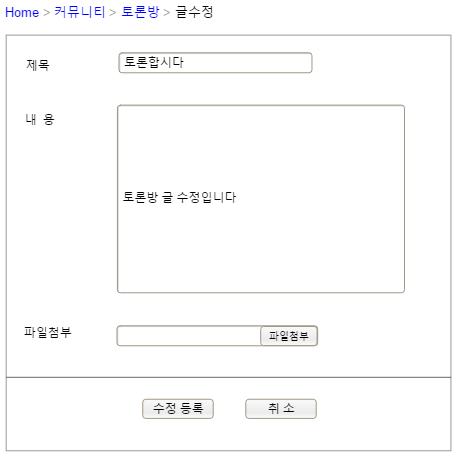 Home > 커뮤니티 > 토론방 > 글수정
제목 토론합시다
내 용
토론방 글 수정입니다
파일첨부 파일첨부
수정 등록 취 소